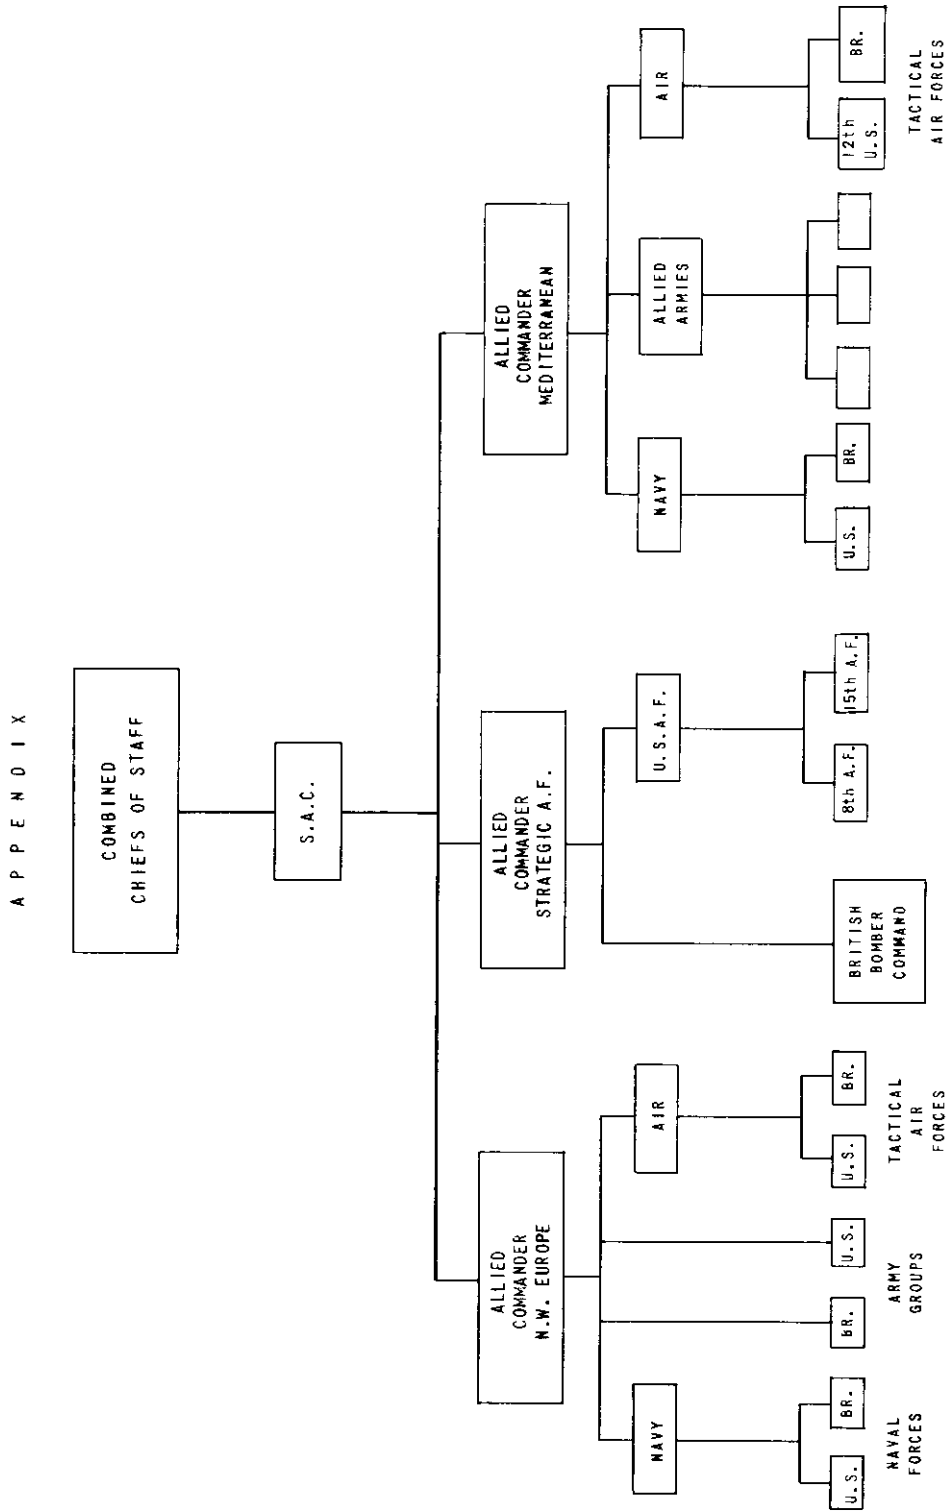 APPENDIX
COMBINED
CHIEFS OF STAFF
S.A.C.
ALLIED
COMMANDER
N.W. EUROPE
ALLIED
COMMANDER
STRATEGIC A.F.
ALLIED
COMMANDER
MEDITERRANEAN
NAVY
AIR
U.S.A.F.
NAVY
ALLIED
ARMIES
AIR
U.S.
BR.
BR.
U.S.
U.S.
BR.
BRITISH
BOMBER
COMMAND
8th A.F.
15th A.F.
U.S.
BR.
12th
U.S.
BR.
NAVAL
FORCES
ARMY
GROUPS
TACTICAL
AIR
FORCES
TACTICAL
AIR FORCES